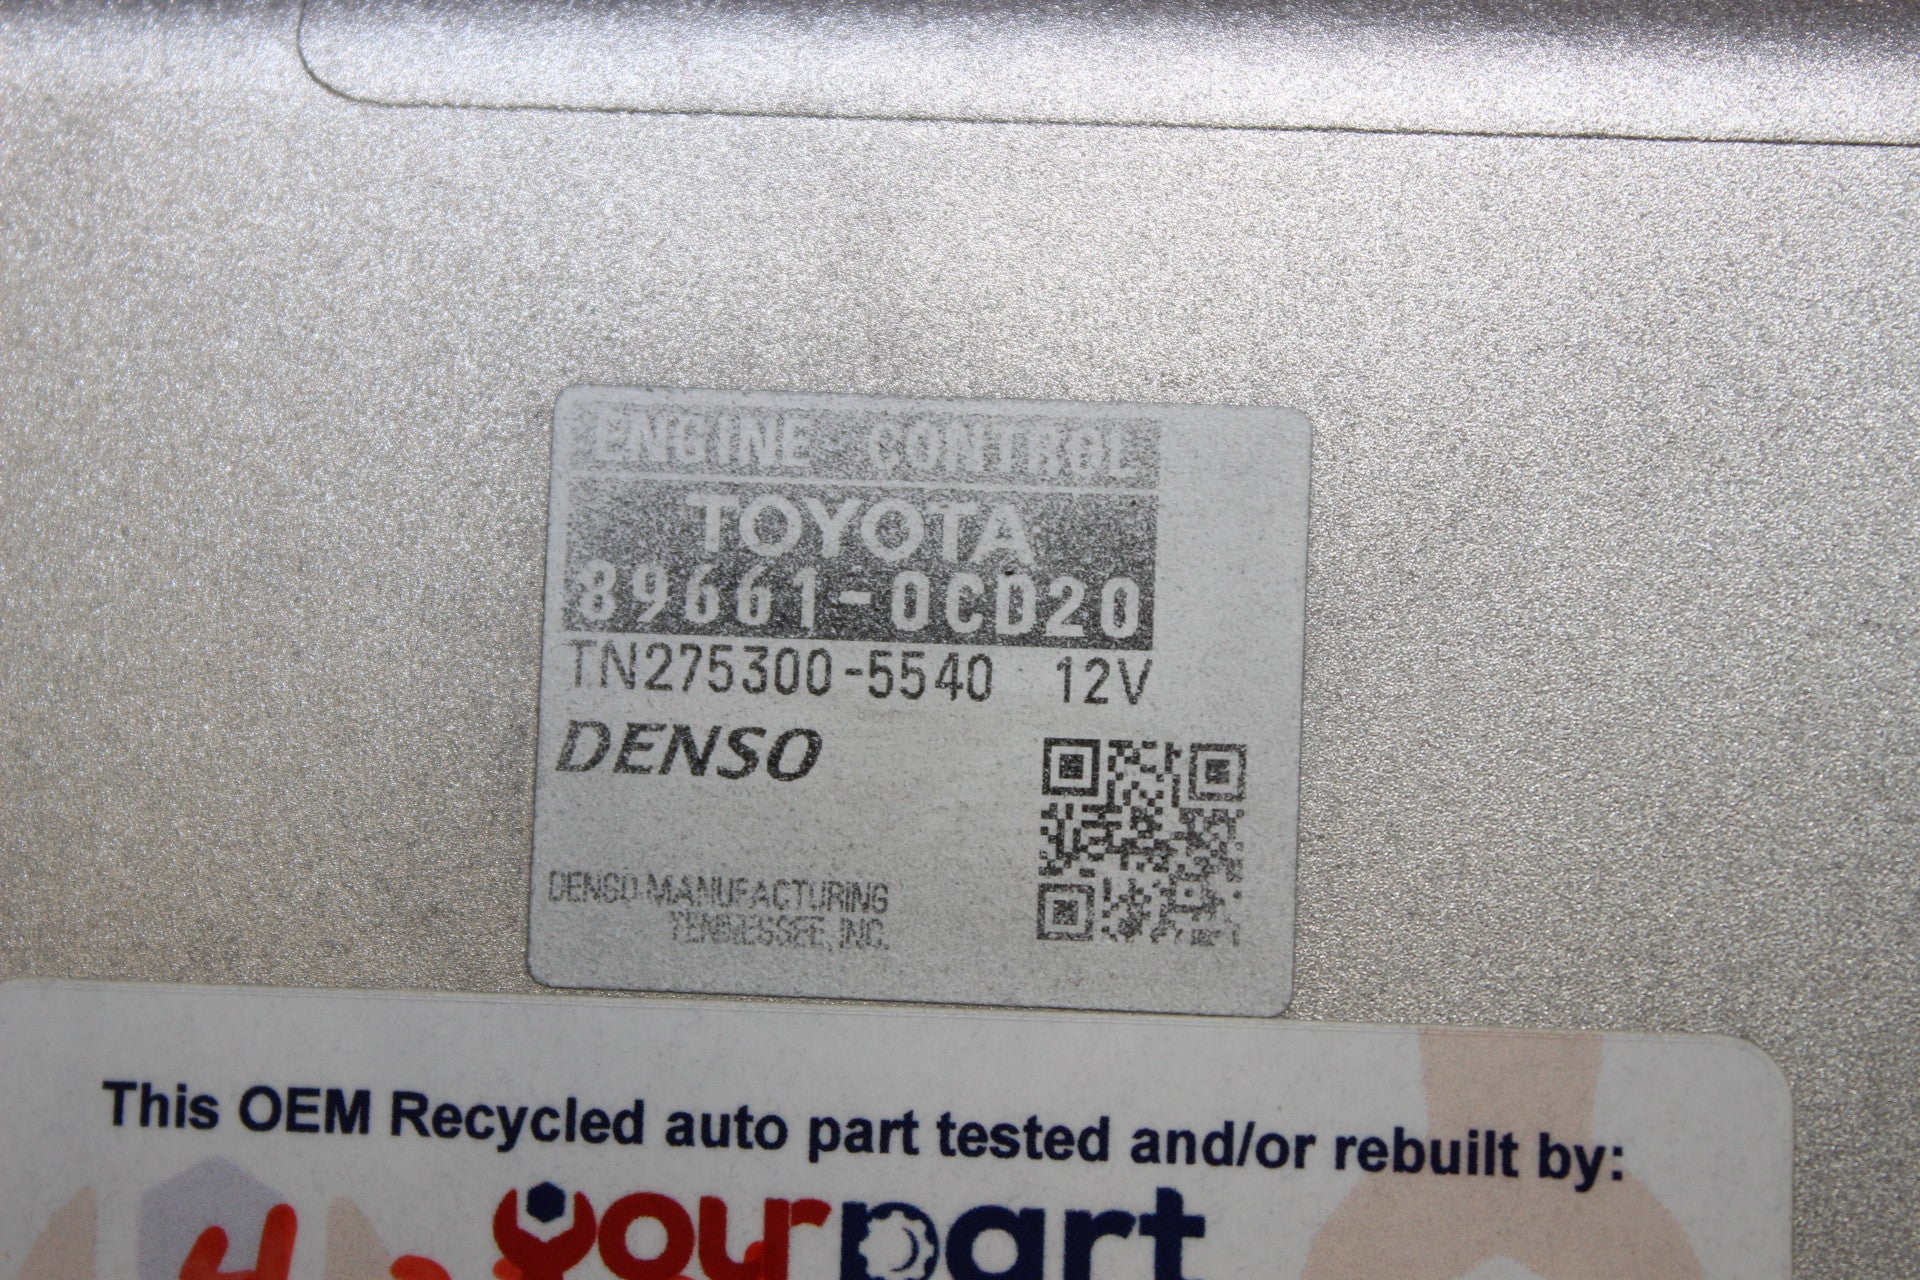 ENGINE CONTROL
TOYOTA
89661-0CD20
TN275300-5540 12V
DENSO
DENSO MANUFACTURING
TENNESSEE, INC.
This OEM Recycled auto part tested and/or rebuilt by:
yourpart